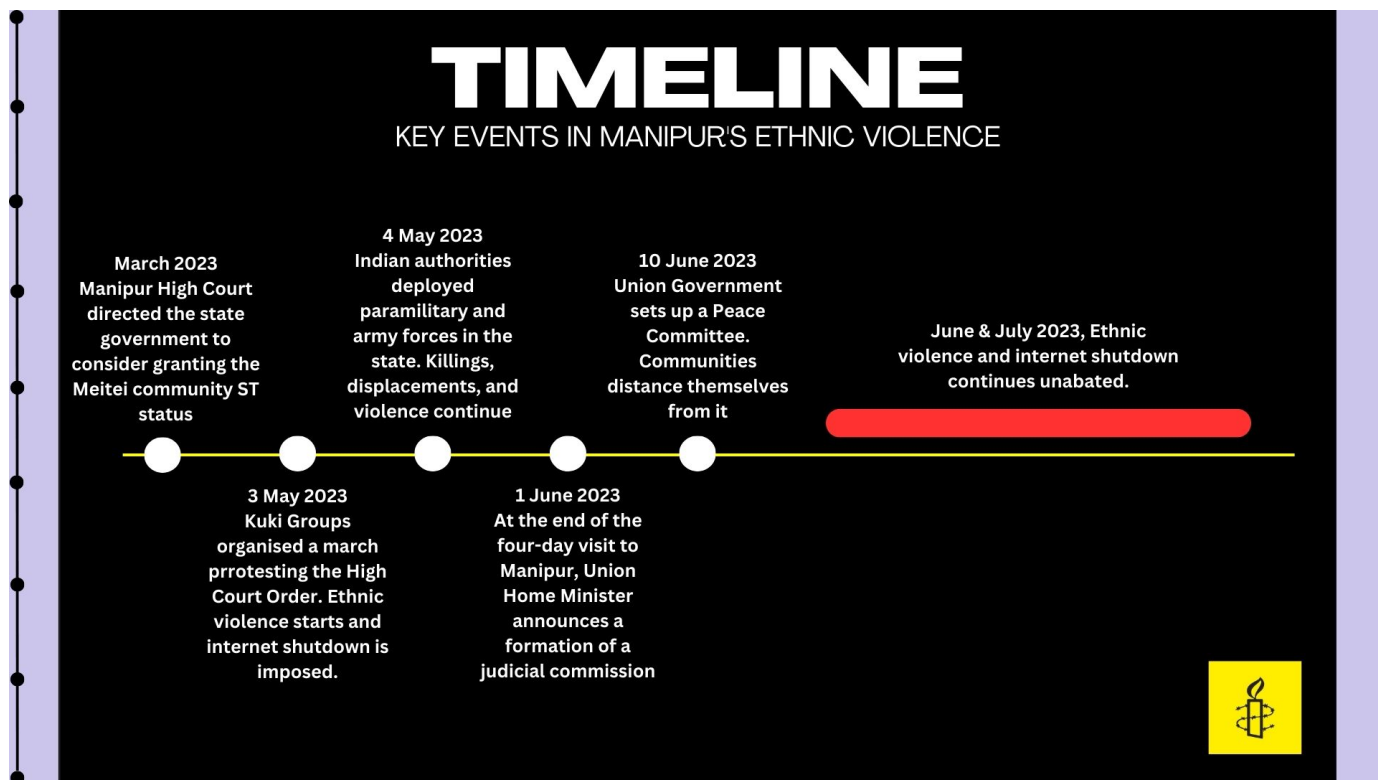 TIMELINE
KEY EVENTS IN MANIPUR'S ETHNIC VIOLENCE
March 2023
Manipur High Court
directed the state
government to
consider granting the
Meitei community ST
status
3 May 2023
Kuki Groups
organised a march
prrotesting the High
Court Order. Ethnic
violence starts and
internet shutdown is
imposed.
4 May 2023
Indian authorities
deployed
paramilitary and
army forces in the
state. Killings,
displacements, and
violence continue
1 June 2023
At the end of the
four-day visit to
Manipur, Union
Home Minister
announces a
formation of a
judicial commission
10 June 2023
Union Government
sets up a Peace
Committee.
Communities
distance themselves
from it
June & July 2023, Ethnic
violence and internet shutdown
continues unabated.